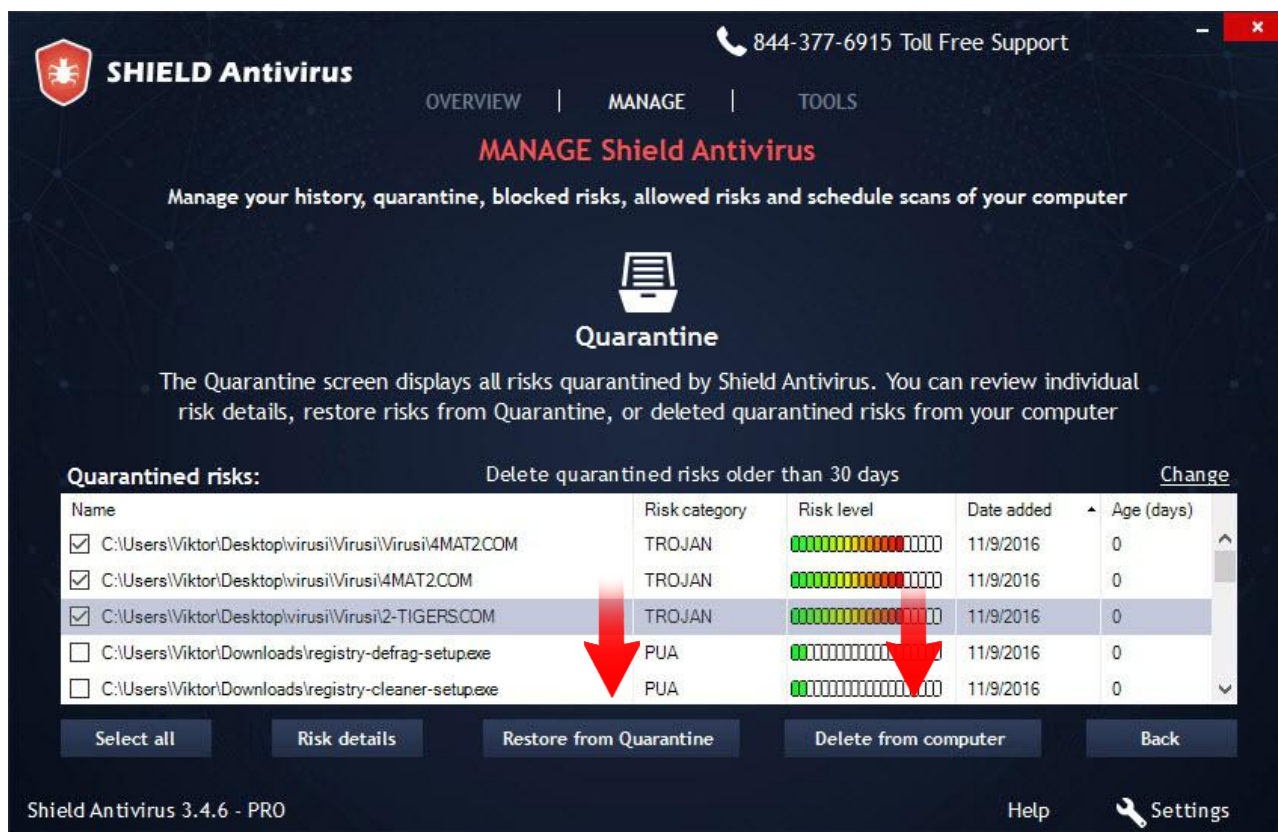 844-377-6915 Toll Free Support
SHIELD Antivirus
OVERVIEW | MANAGE | TOOLS
MANAGE Shield Antivirus
Manage your history, quarantine, blocked risks, allowed risks and schedule scans of your computer
Quarantine
The Quarantine screen displays all risks quarantined by Shield Antivirus. You can review individual
risk details, restore risks from Quarantine, or deleted quarantined risks from your computer
Quarantined risks: Delete quarantined risks older than 30 days Change
Name Risk category Risk level Date added Age (days)
C:\Users\Viktor\Desktop\virusi\Virusi\Virusi\4MAT2.COM TROJAN 11/9/2016 0
C:\Users\Viktor\Desktop\virusi\Virusi\4MAT2.COM TROJAN 11/9/2016 0
C:\Users\Viktor\Desktop\virusi\Virusi\2-TIGERS.COM TROJAN 11/9/2016 0
C:\Users\Viktor\Downloads\registry-defrag-setup.exe PUA 11/9/2016 0
C:\Users\Viktor\Downloads\registry-cleaner-setup.exe PUA 11/9/2016 0
Select all Risk details Restore from Quarantine Delete from computer Back
Shield Antivirus 3.4.6 - PRO Help Settings